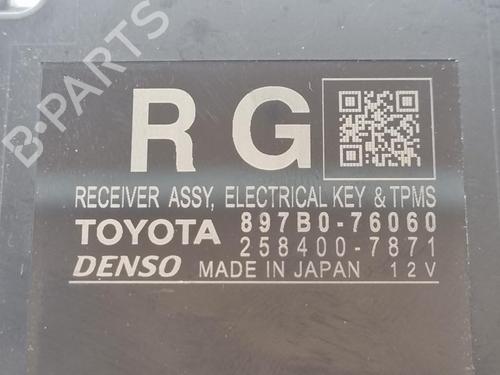 B-PARTS
R G
RECEIVER ASSY, ELECTRICAL KEY & TPMS
TOYOTA 897B0-76060
258400-7871
DENSO MADE IN JAPAN 12V